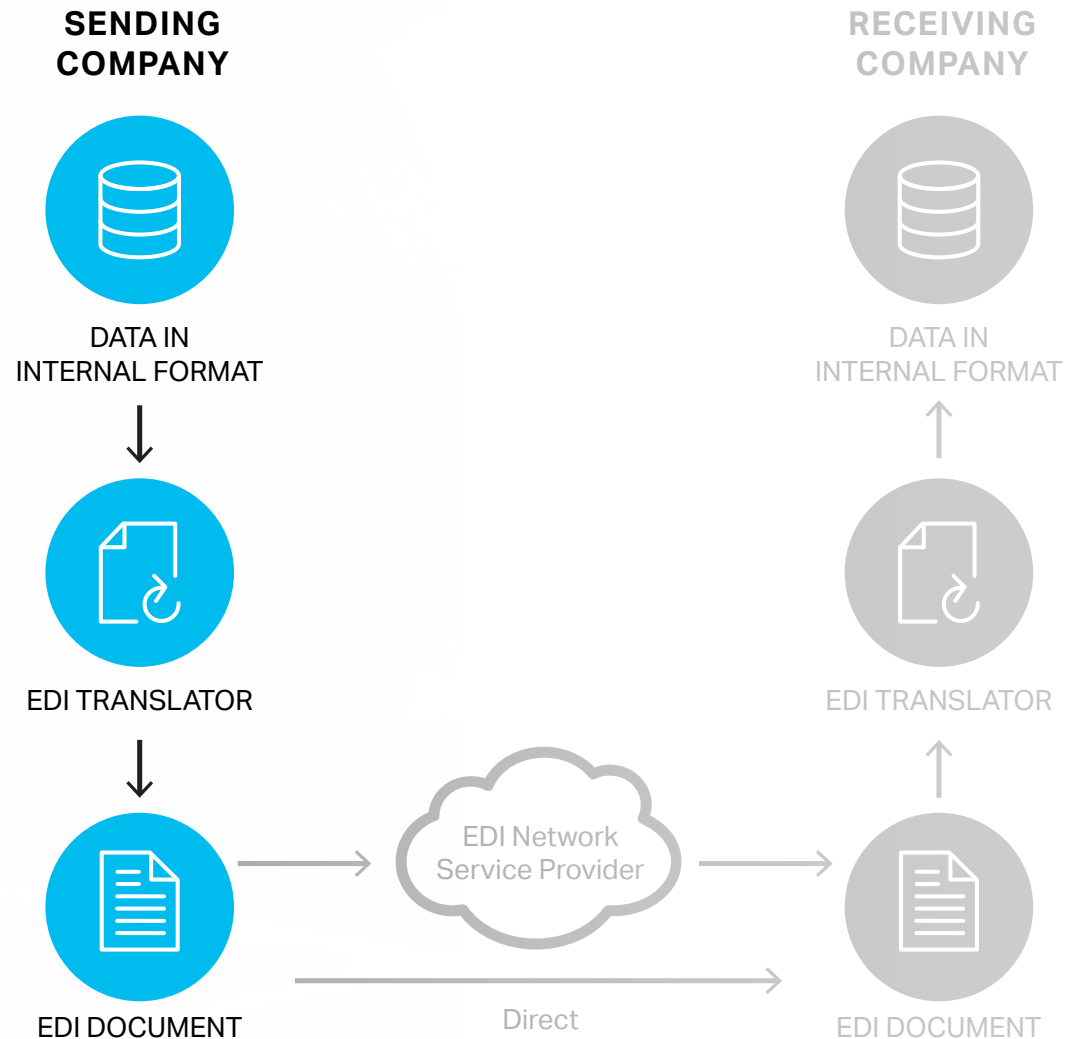 SENDING
COMPANY
RECEIVING
COMPANY
DATA IN
INTERNAL FORMAT
DATA IN
INTERNAL FORMAT
EDI TRANSLATOR
EDI TRANSLATOR
EDI Network
Service Provider
Direct
EDI DOCUMENT
EDI DOCUMENT